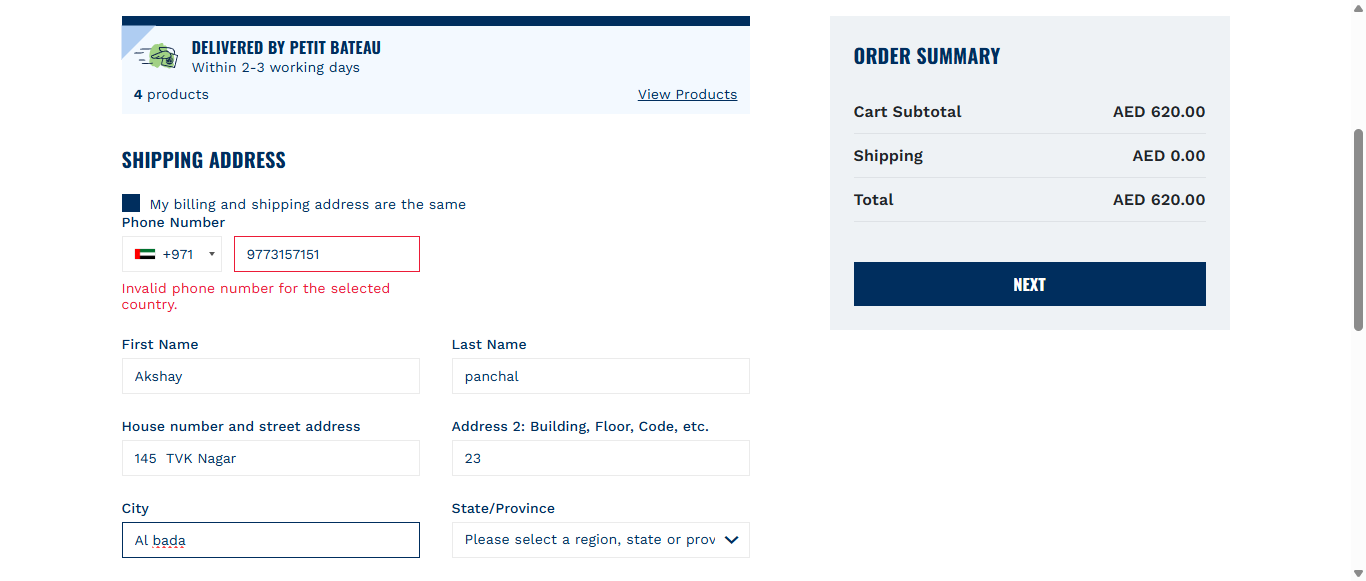 DELIVERED BY PETIT BATEAU
Within 2-3 working days
4 products
View Products
SHIPPING ADDRESS
My billing and shipping address are the same
Phone Number
+971
9773157151
Invalid phone number for the selected
country.
First Name
Akshay
Last Name
panchal
House number and street address
145  TVK Nagar
Address 2: Building, Floor, Code, etc.
23
City
Al bada
State/Province
Please select a region, state or prov
ORDER SUMMARY
Cart Subtotal AED 620.00
Shipping AED 0.00
Total AED 620.00
NEXT